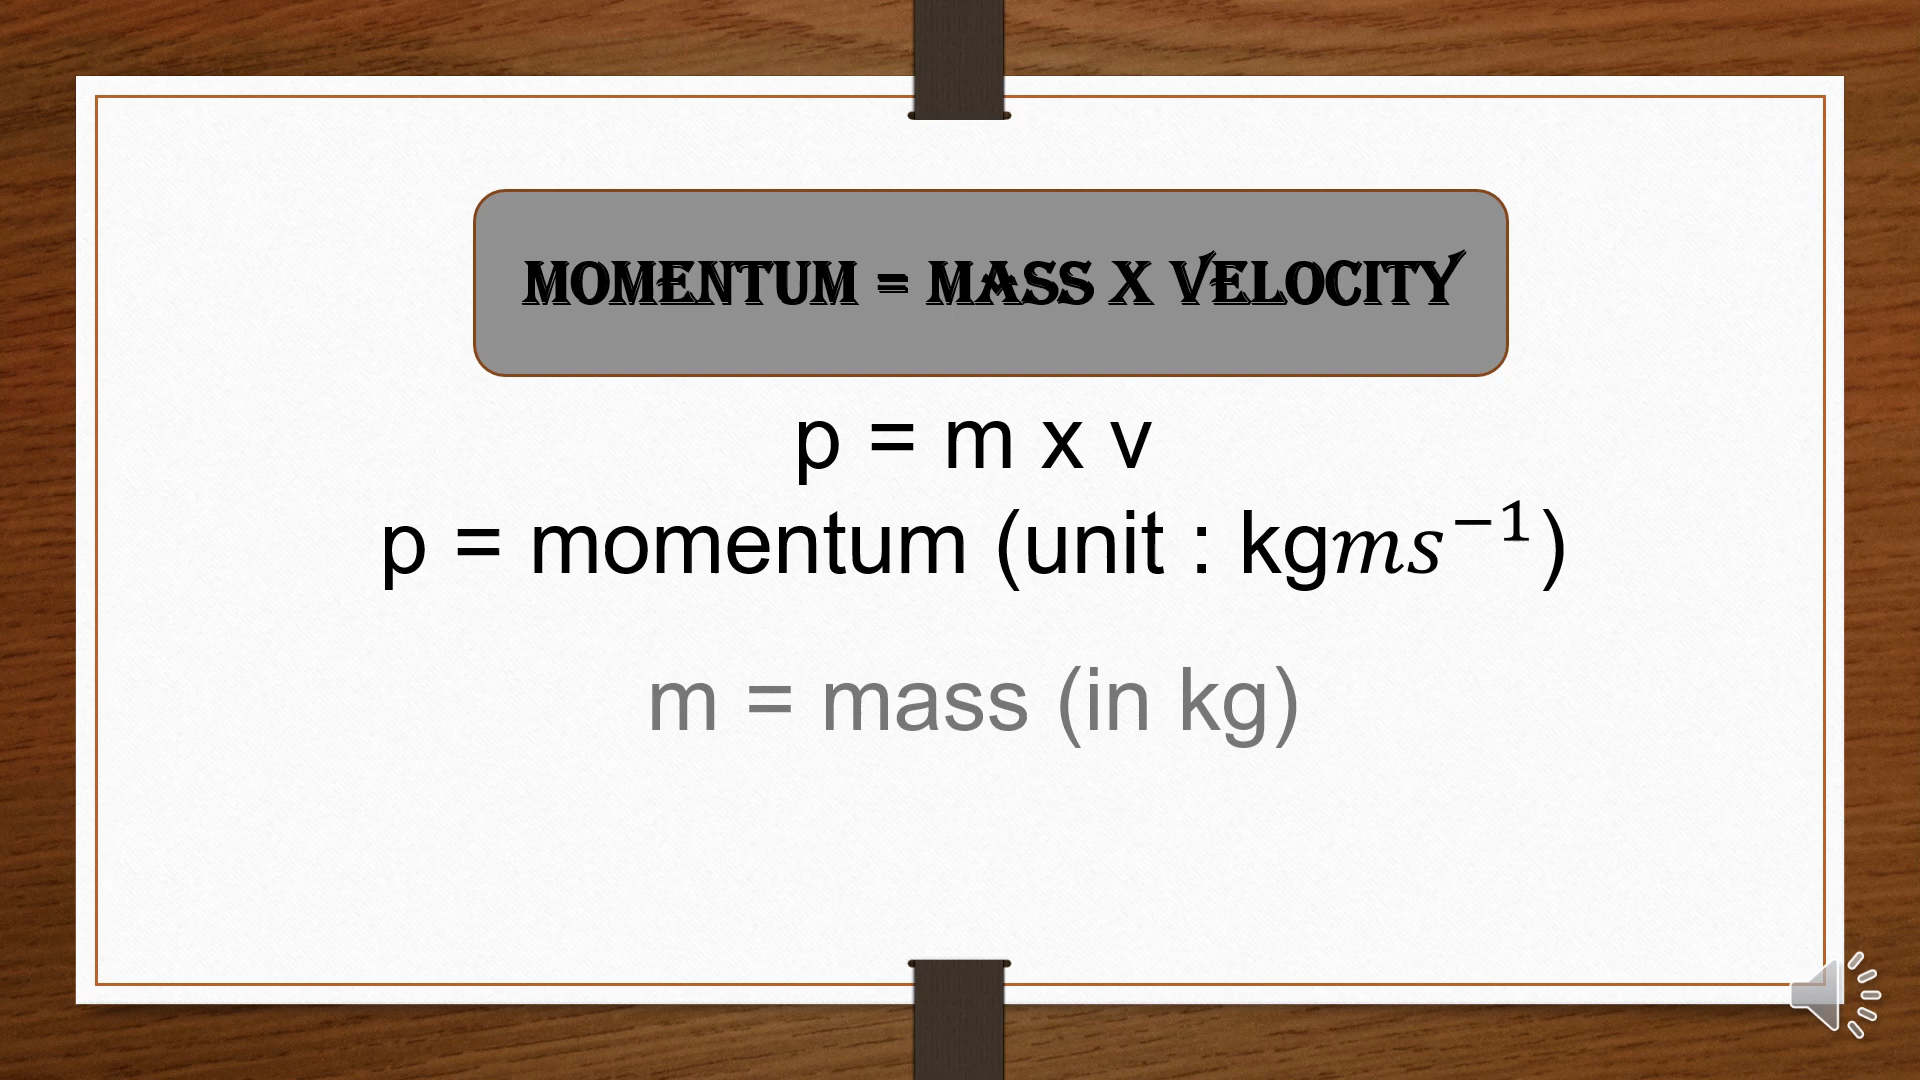 MOMENTUM = MASS X VELOCITY
p = m x v
p = momentum (unit : kg𝑚𝑠⁻¹)
m = mass (in kg)